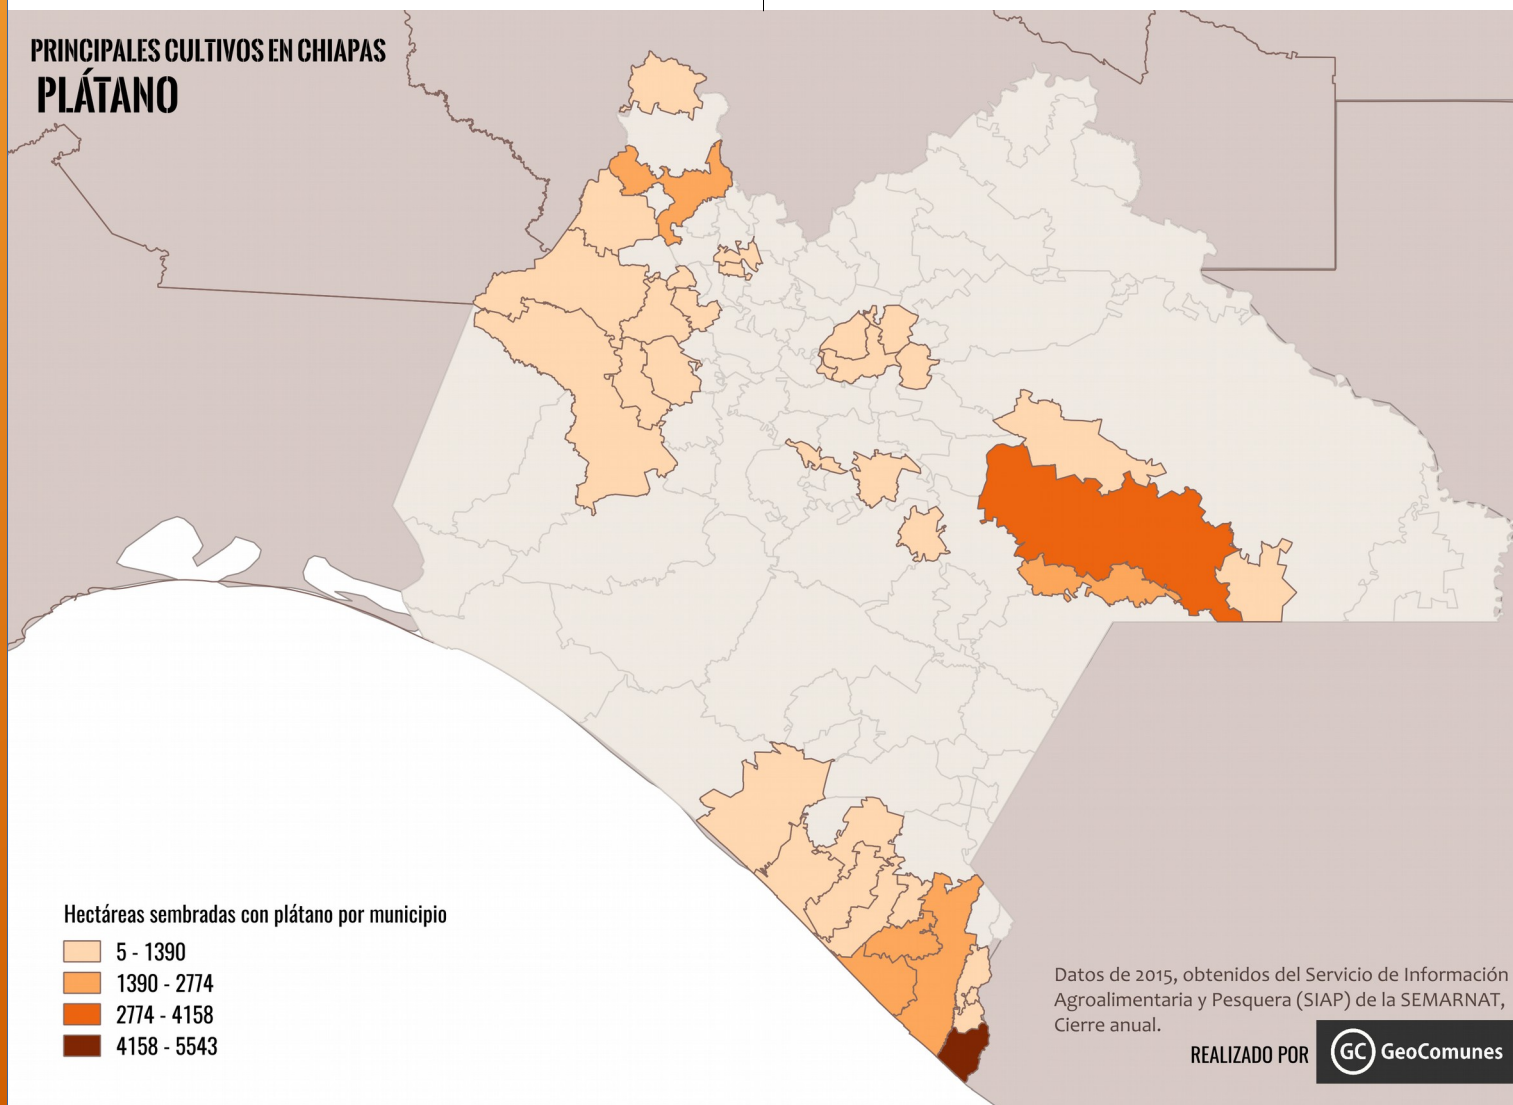 PRINCIPALES CULTIVOS EN CHIAPAS
PLÁTANO
Hectáreas sembradas con plátano por municipio
5 - 1390
1390 - 2774
2774 - 4158
4158 - 5543
Datos de 2015, obtenidos del Servicio de Información
Agroalimentaria y Pesquera (SIAP) de la SEMARNAT,
Cierre anual.
REALIZADO POR GC GeoComunes